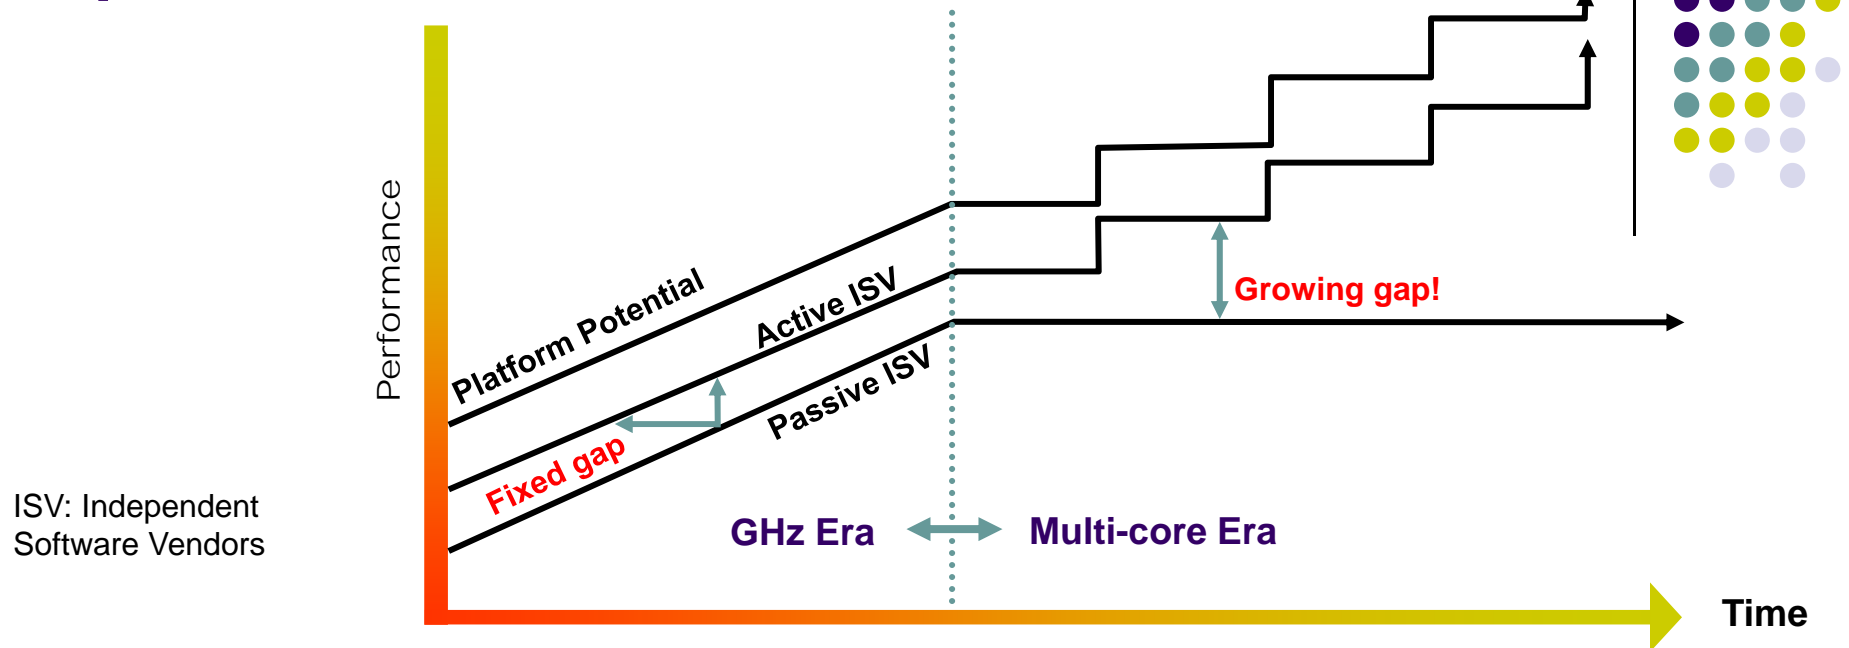 Performance
Platform Potential
Active ISV
Growing gap!
Passive ISV
Fixed gap
ISV: Independent
Software Vendors
GHz Era
Multi-core Era
Time